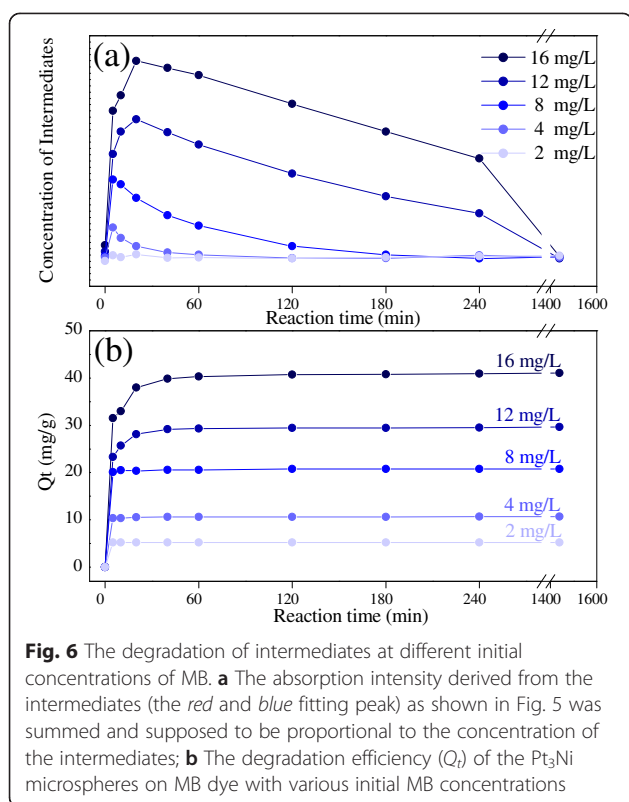 (a)
16 mg/L
12 mg/L
8 mg/L
4 mg/L
2 mg/L
Concentration of Intermediates
0 60 120 180 240 1400 1600
Reaction time (min)
(b)
50
40
30
20
10
0
Qt (mg/g)
16 mg/L
12 mg/L
8 mg/L
4 mg/L
2 mg/L
0 60 120 180 240 1400 1600
Reaction time (min)
Fig. 6 The degradation of intermediates at different initial
concentrations of MB. a The absorption intensity derived from the
intermediates (the red and blue fitting peak) as shown in Fig. 5 was
summed and supposed to be proportional to the concentration of
the intermediates; b The degradation efficiency (Qt) of the Pt₃Ni
microspheres on MB dye with various initial MB concentrations